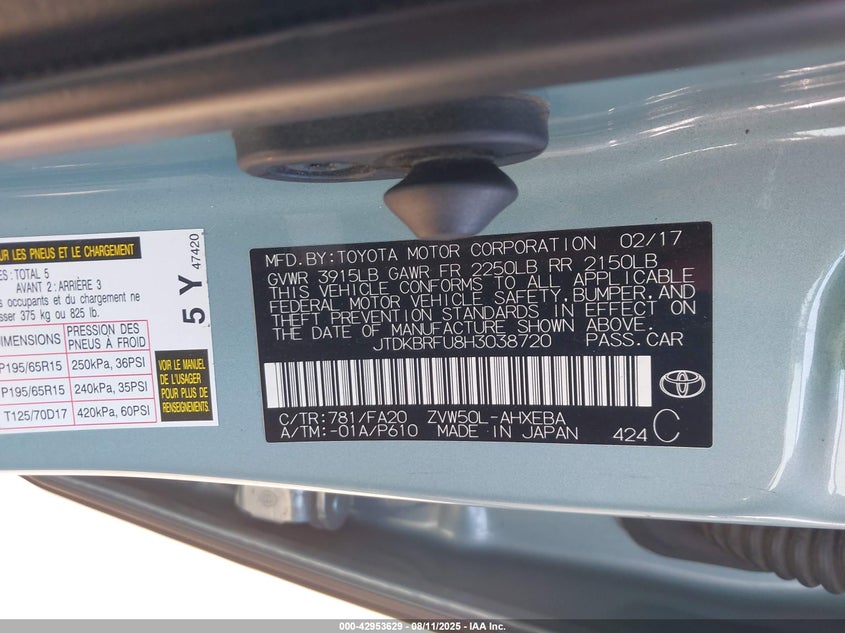 UR LES PNEUS ET LE CHARGEMENT
ES: TOTAL 5
AVANT 2: ARRIÈRE 3
s occupants et du chargement ne
sser 375 kg ou 825 lb.
IMENSIONS PRESSION DES PNEUS À FROID
P195/65R15 250kPa, 36PSI
P195/65R15 240kPa, 35PSI
T125/70D17 420kPa, 60PSI
5 Y 47420
VOIR LE MANUEL
DE L'USAGER
POUR PLUS DE
RENSEIGNEMENTS.
MFD.BY:TOYOTA MOTOR CORPORATION 02/17
GVWR 3915LB GAWR FR 2250LB RR 2150LB
THIS VEHICLE CONFORMS TO ALL APPLICABLE
FEDERAL MOTOR VEHICLE SAFETY,BUMPER,AND
THEFT PREVENTION STANDARDS IN EFFECT ON
THE DATE OF MANUFACTURE SHOWN ABOVE.
JTDKBRFU8H3038720 PASS.CAR
C/TR:781/FA20 ZVW50L-AHXEBA
A/TM:-01A/P610 MADE IN JAPAN 424 C
000-42953629 - 08/11/2025 - IAA Inc.